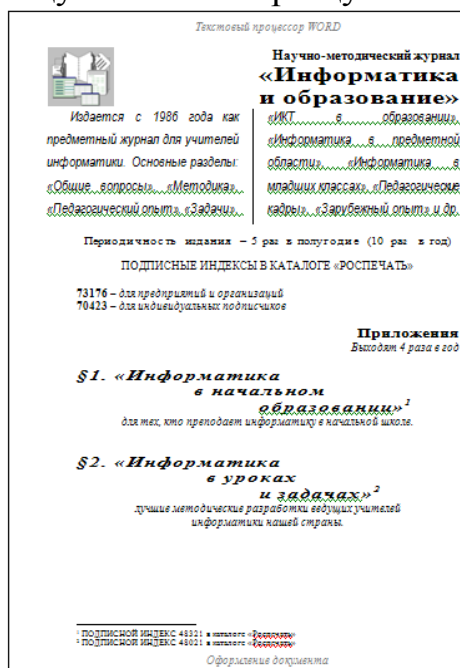 Текстовый процессор WORD
Научно-методический журнал
«Информатика
и образование»
Издается с 1986 года как
предметный журнал для учителей
информатики. Основные разделы:
«Общие вопросы», «Методика»,
«Педагогический опыт», «Задачи»,
«ИКТ в образовании»,
«Информатика в предметной
области», «Информатика в
младших классах», «Педагогические
кадры», «Зарубежный опыт» и др.
Периодичность издания – 5 раз в полугодие (10 раз в год)
ПОДПИСНЫЕ ИНДЕКСЫ В КАТАЛОГЕ «РОСПЕЧАТЬ»
73176 – для предприятий и организаций
70423 – для индивидуальных подписчиков
Приложения
Выходят 4 раза в год
§1. «Информатика
в начальном
образовании»1
для тех, кто преподает информатику в начальной школе.
§2. «Информатика
в уроках
и задачах»2
лучшие методические разработки ведущих учителей
информатики нашей страны.
1 ПОДПИСНОЙ ИНДЕКС 48321 в каталоге «Роспечать»
2 ПОДПИСНОЙ ИНДЕКС 48021 в каталоге «Роспечать»
Оформление документа